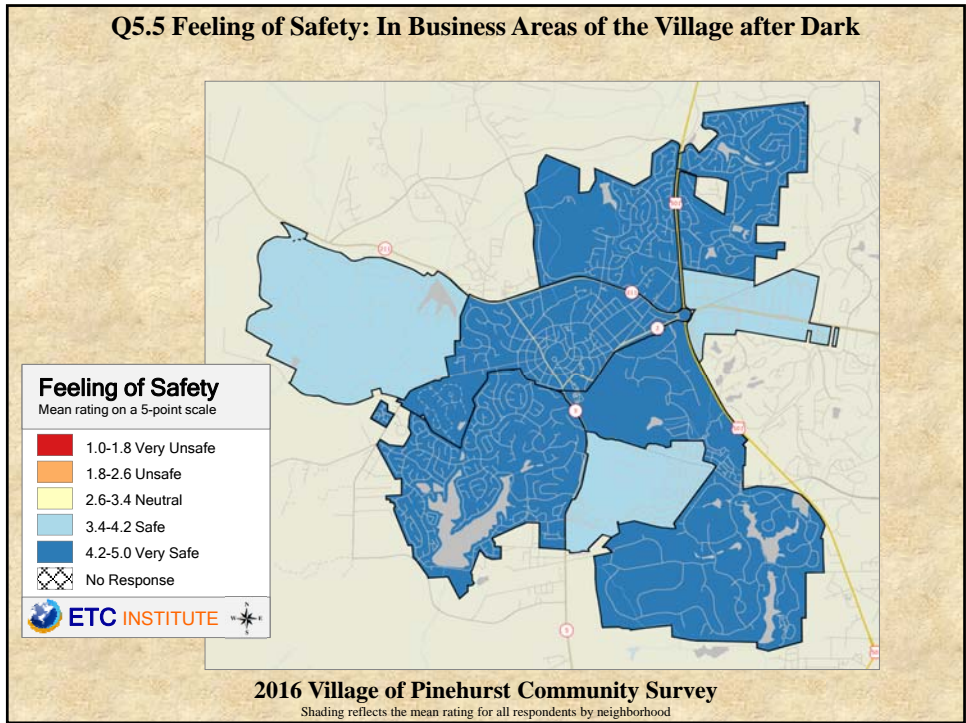 Q5.5 Feeling of Safety: In Business Areas of the Village after Dark
211
5
Feeling of Safety
Mean rating on a 5-point scale
1.0-1.8 Very Unsafe
1.8-2.6 Unsafe
2.6-3.4 Neutral
3.4-4.2 Safe
4.2-5.0 Very Safe
No Response
ETC INSTITUTE
N
W E
S
2016 Village of Pinehurst Community Survey
Shading reflects the mean rating for all respondents by neighborhood